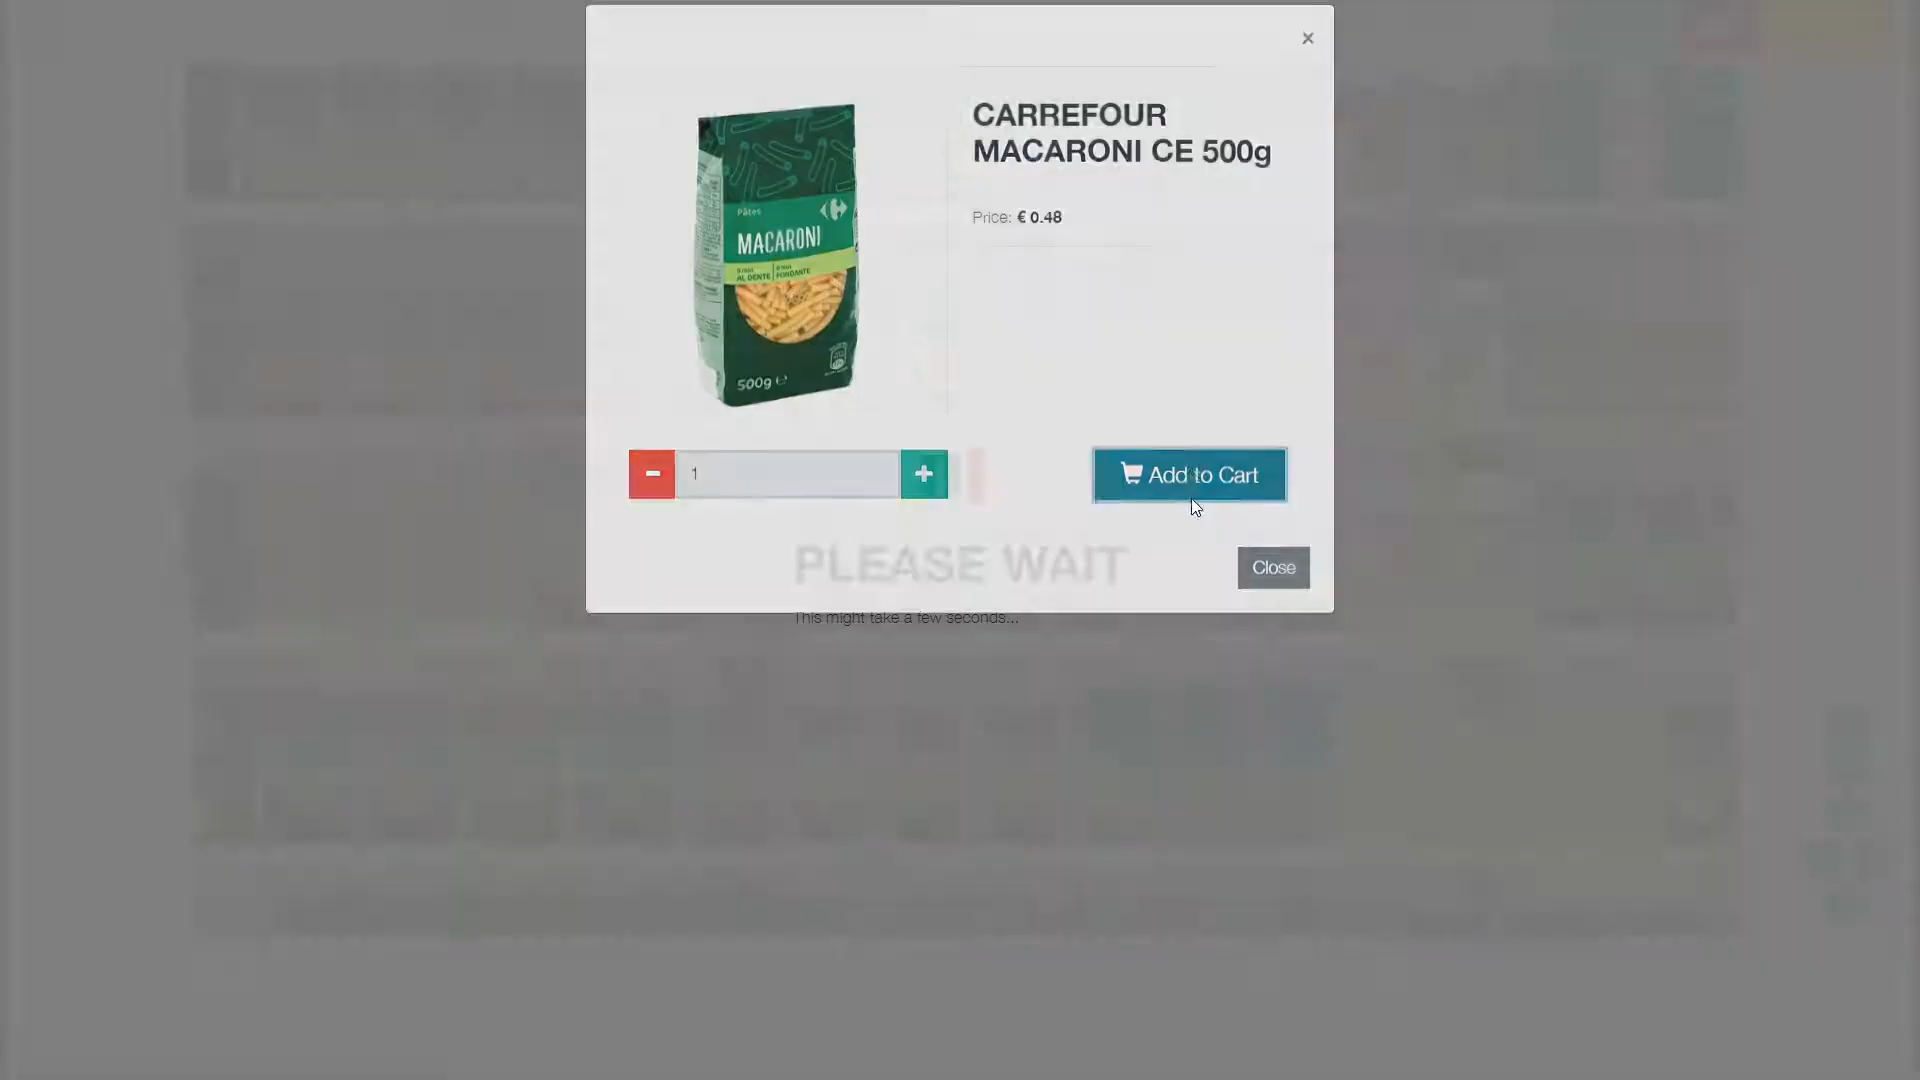 ×
CARREFOUR
MACARONI CE 500g
Price: € 0.48
Pâtes
MACARONI
AL DENTE
FONDANTE
500g ℮
1
Add to Cart
PLEASE WAIT
Close
This might take a few seconds...